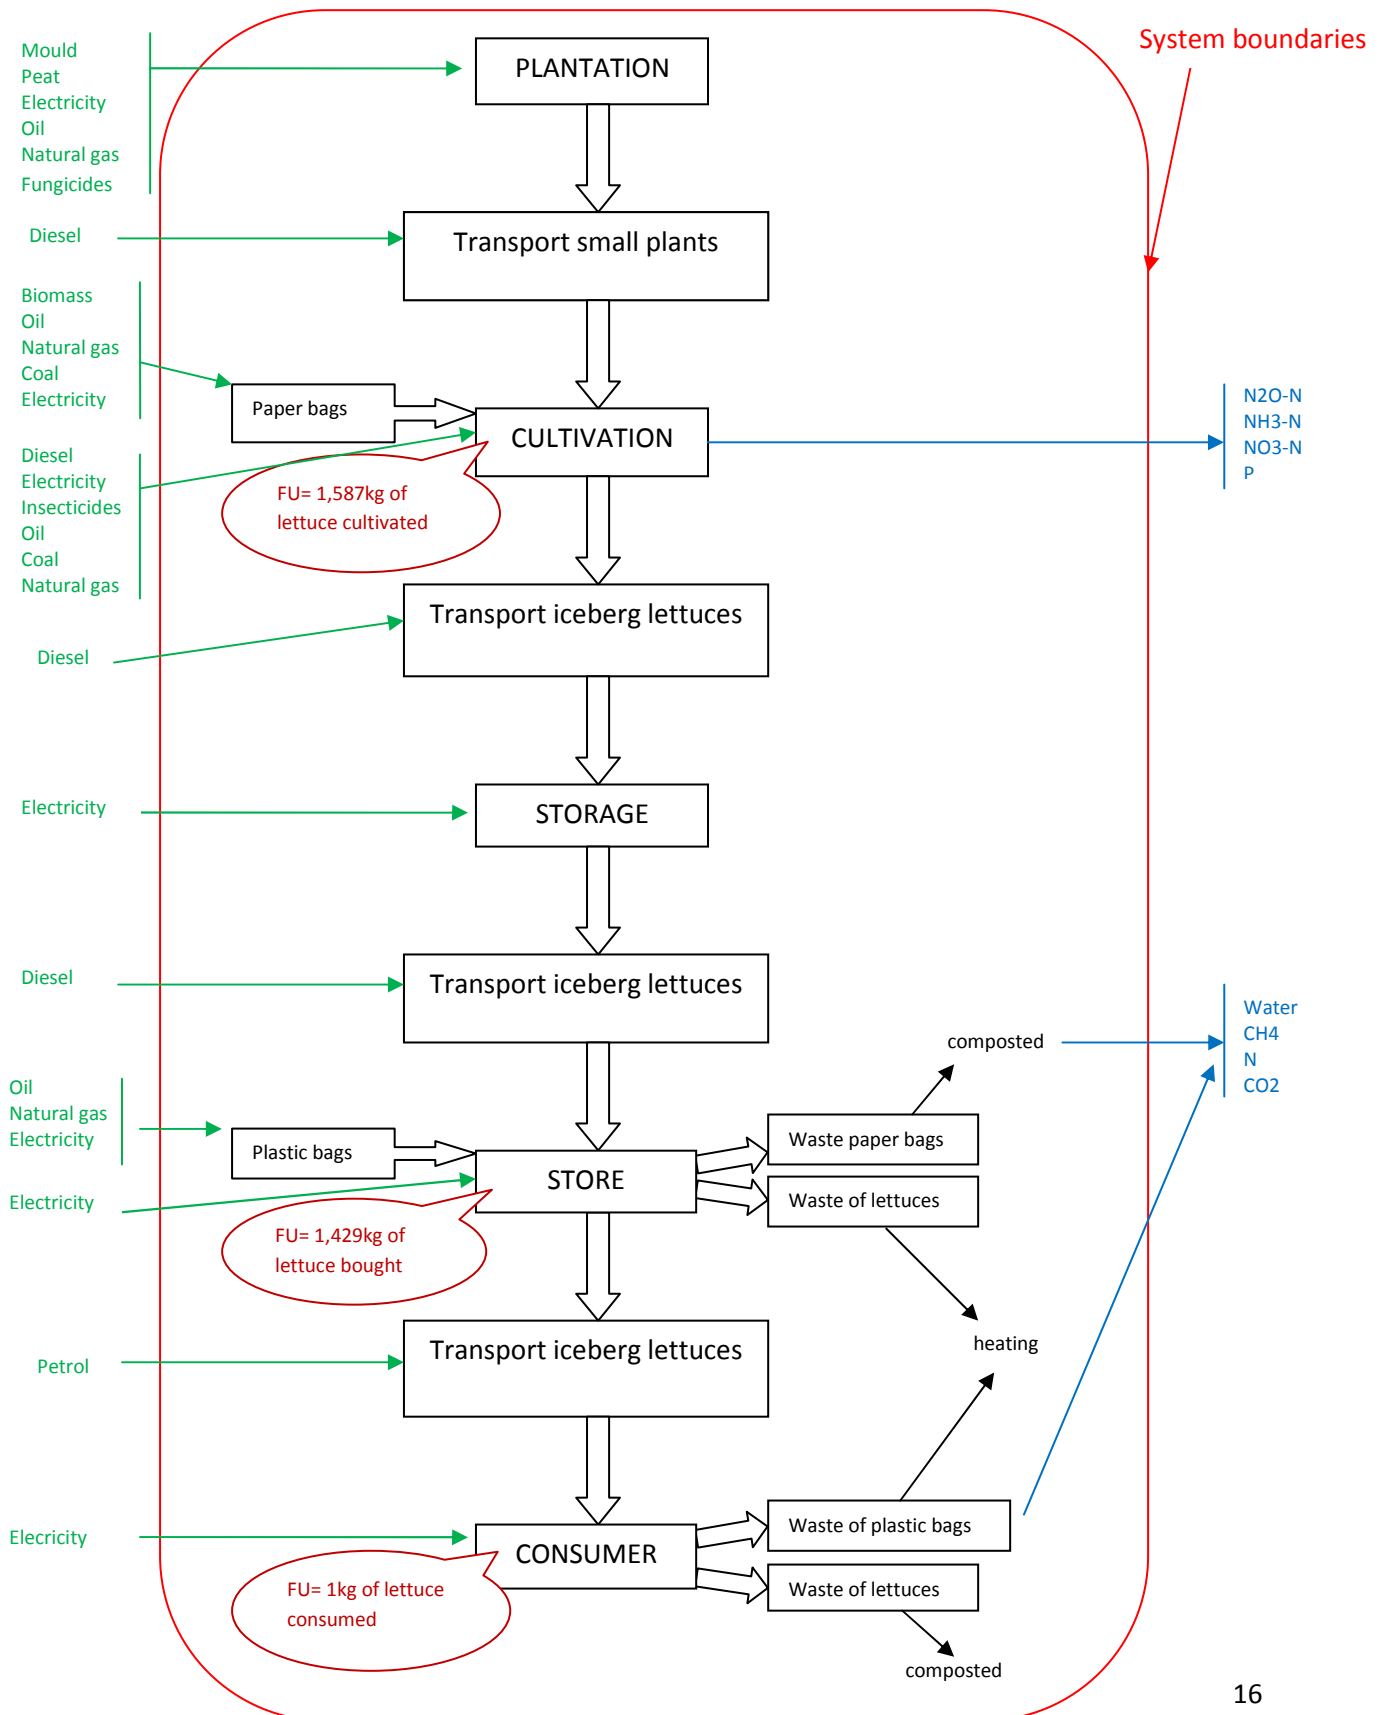 System boundaries
Mould
Peat
Electricity
Oil
Natural gas
Fungicides
PLANTATION
Diesel
Transport small plants
Biomass
Oil
Natural gas
Coal
Electricity
Paper bags
N2O-N
NH3-N
NO3-N
P
CULTIVATION
Diesel
Electricity
Insecticides
Oil
Coal
Natural gas
FU= 1,587kg of
lettuce cultivated
Transport iceberg lettuces
Diesel
Electricity
STORAGE
Diesel
Transport iceberg lettuces
Water
CH4
N
CO2
composted
Oil
Natural gas
Electricity
Plastic bags
Waste paper bags
STORE
Waste of lettuces
Electricity
FU= 1,429kg of
lettuce bought
heating
Transport iceberg lettuces
Petrol
Waste of plastic bags
Elecricity
CONSUMER
Waste of lettuces
FU= 1kg of lettuce
consumed
composted
16